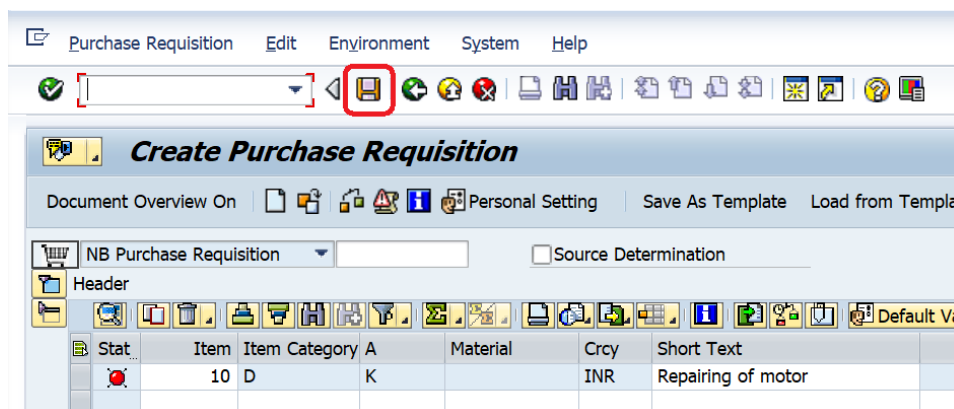 Purchase Requisition Edit Environment System Help
Create Purchase Requisition
Document Overview On Personal Setting Save As Template Load from Templa
NB Purchase Requisition Source Determination
Header
Default Va
Stat Item Item Category A Material Crcy Short Text
10 D K INR Repairing of motor